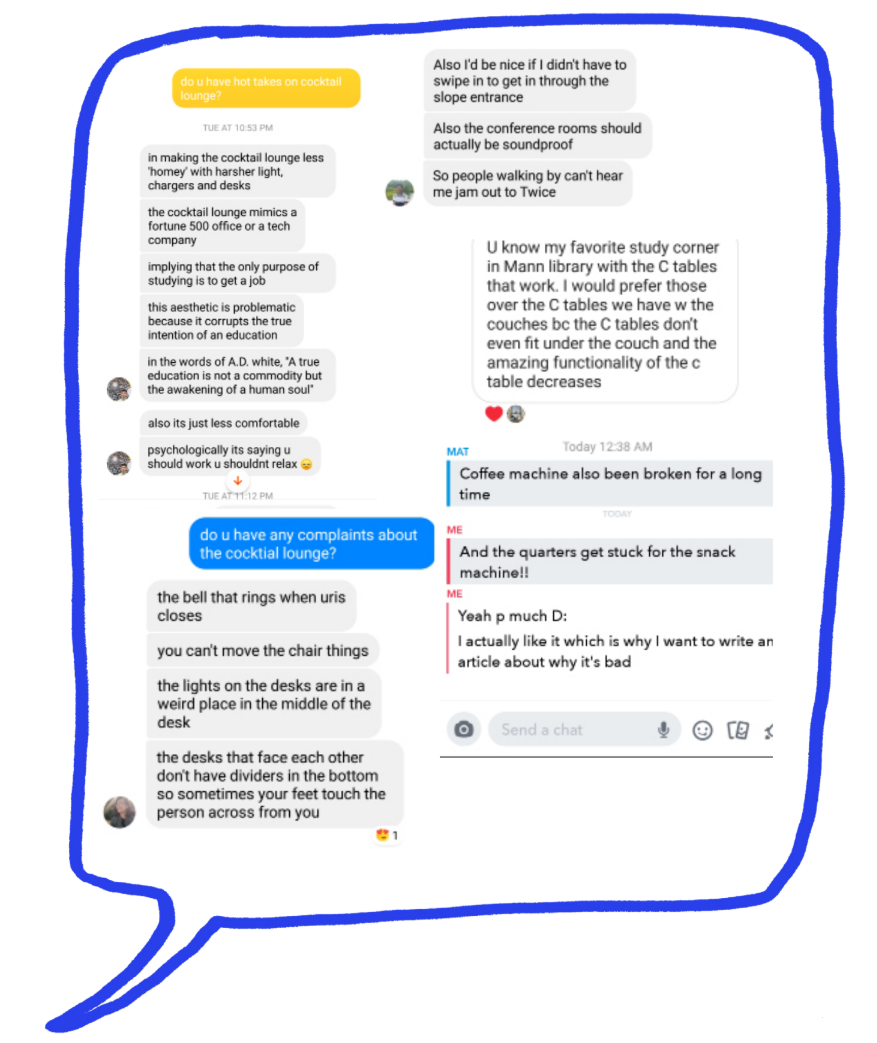 do u have hot takes on cocktail
lounge?
TUE AT 10:53 PM
in making the cocktail lounge less
'homey' with harsher light,
chargers and desks
the cocktail lounge mimics a
fortune 500 office or a tech
company
implying that the only purpose of
studying is to get a job
this aesthetic is problematic
because it corrupts the true
intention of an education
in the words of A.D. white, "A true
education is not a commodity but
the awakening of a human soul"
also its just less comfortable
psychologically its saying u
should work u shouldnt relax 😑
TUE AT 11:12 PM
do u have any complaints about
the cocktial lounge?
the bell that rings when uris
closes
you can't move the chair things
the lights on the desks are in a
weird place in the middle of the
desk
the desks that face each other
don't have dividers in the bottom
so sometimes your feet touch the
person across from you
😍 1
Also I'd be nice if I didn't have to
swipe in to get in through the
slope entrance
Also the conference rooms should
actually be soundproof
So people walking by can't hear
me jam out to Twice
U know my favorite study corner
in Mann library with the C tables
that work. I would prefer those
over the C tables we have w the
couches bc the C tables don't
even fit under the couch and the
amazing functionality of the c
table decreases
Today 12:38 AM
MAT
Coffee machine also been broken for a long
time
TODAY
ME
And the quarters get stuck for the snack
machine!!
ME
Yeah p much D:
I actually like it which is why I want to write an
article about why it's bad
Send a chat